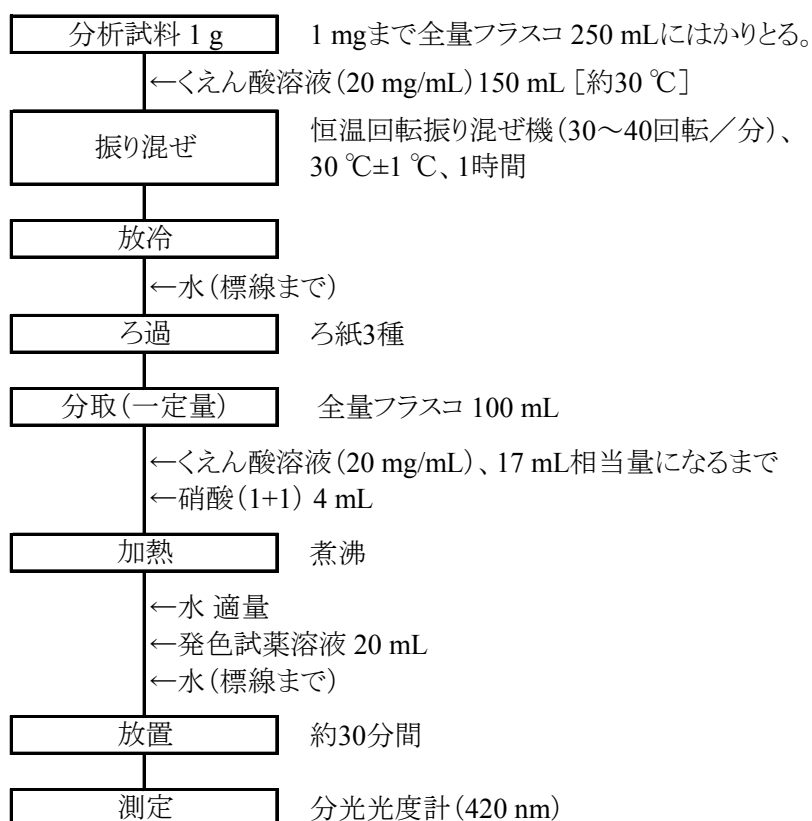 分析試料 1 g 1 mgまで全量フラスコ 250 mLにはかりとる。
←くえん酸溶液(20 mg/mL)150 mL [約30 ℃]
振り混ぜ 恒温回転振り混ぜ機(30~40回転/分)、
30 ℃±1 ℃、1時間
放冷
←水(標線まで)
ろ過 ろ紙3種
分取(一定量) 全量フラスコ 100 mL
←くえん酸溶液(20 mg/mL)、17 mL相当量になるまで
←硝酸(1+1) 4 mL
加熱 煮沸
←水 適量
←発色試薬溶液 20 mL
←水(標線まで)
放置 約30分間
測定 分光光度計(420 nm)